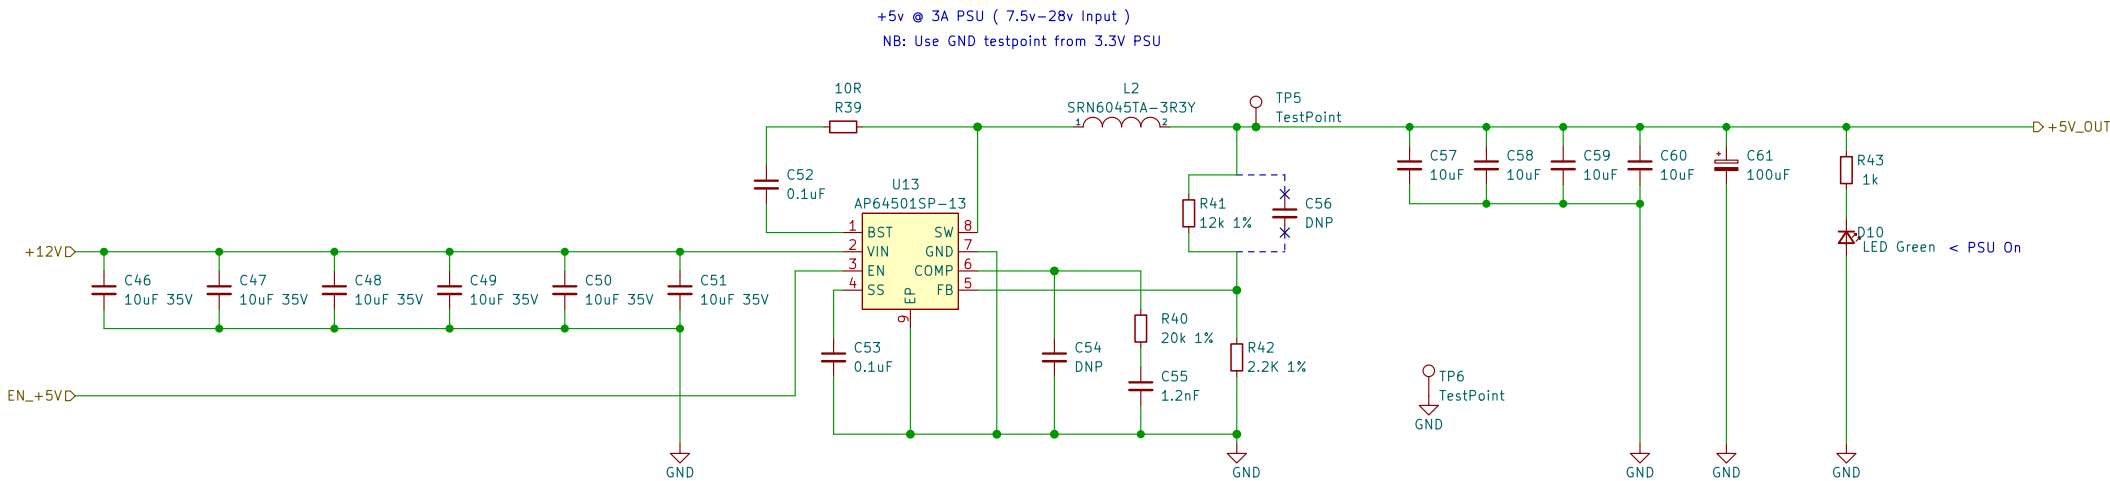 +5v @ 3A PSU ( 7.5v-28v Input )
NB: Use GND testpoint from 3.3V PSU
10R
R39
L2
SRN6045TA-3R3Y
1
2
TP5
TestPoint
+5V_OUT
C52
0.1uF
U13
AP64501SP-13
1
BST
2
VIN
3
EN
4
SS
SW
8
GND
7
COMP
6
FB
5
EP
9
R41
12k 1%
C56
DNP
C57
10uF
C58
10uF
C59
10uF
C60
10uF
+
C61
100uF
R43
1k
D10
LED Green
< PSU On
+12V
C46
10uF 35V
C47
10uF 35V
C48
10uF 35V
C49
10uF 35V
C50
10uF 35V
C51
10uF 35V
EN_+5V
C53
0.1uF
C54
DNP
R40
20k 1%
C55
1.2nF
R42
2.2K 1%
TP6
TestPoint
GND
GND
GND
GND
GND
GND